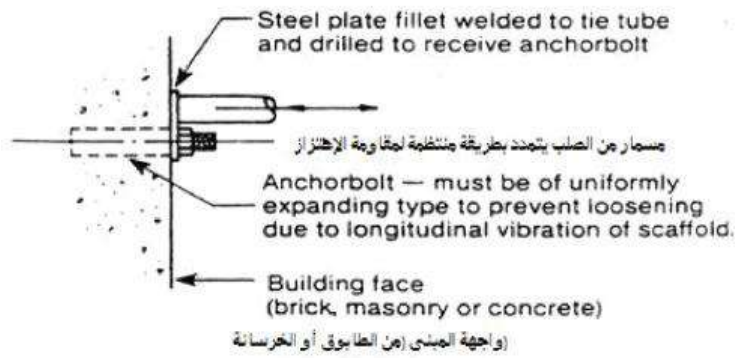 Steel plate fillet welded to tie tube
and drilled to receive anchorbolt
مسمار من الصلب يتمدد بطريقة منتظمة لمقاومة الإهتزاز
Anchorbolt — must be of uniformly
expanding type to prevent loosening
due to longitudinal vibration of scaffold.
Building face
(brick, masonry or concrete)
(واجهة المبنى (من الطابوق أو الخرسانة